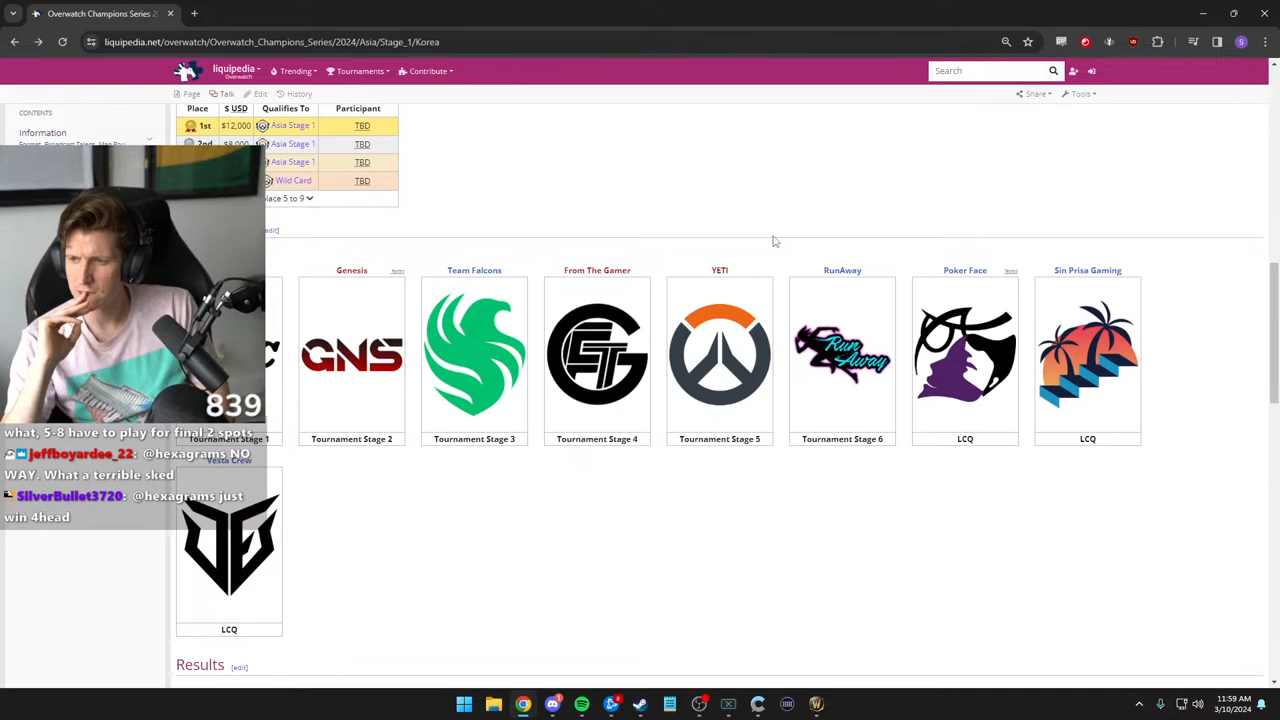 Overwatch Champions Series 2
liquipedia.net/overwatch/Overwatch_Champions_Series/2024/Asia/Stage_1/Korea
S
liquipedia
Overwatch
Trending
Tournaments
Contribute
Search
Page
Talk
Edit
History
Share
Tools
CONTENTS
Information
Place
$ USD
Qualifies To
Participant
1st
$12,000
Asia Stage 1
TBD
2nd
Asia Stage 1
TBD
Asia Stage 1
TBD
Wild Card
TBD
lace 5 to 9
edit]
Genesis
Notes
Team Falcons
From The Gamer
YETI
RunAway
Poker Face
Notes
Sin Prisa Gaming
GNS
FTG
Run
Away
Tournament Stage 1
Tournament Stage 2
Tournament Stage 3
Tournament Stage 4
Tournament Stage 5
Tournament Stage 6
LCQ
LCQ
Vesta Crew
LCQ
839
what, 5-8 have to play for final 2 spots
jeffboyardee_22: @hexagrams NO
WAY. What a terrible sked
SilverBullet3720: @hexagrams just
win 4head
Results
[edit]
11:59 AM
3/10/2024